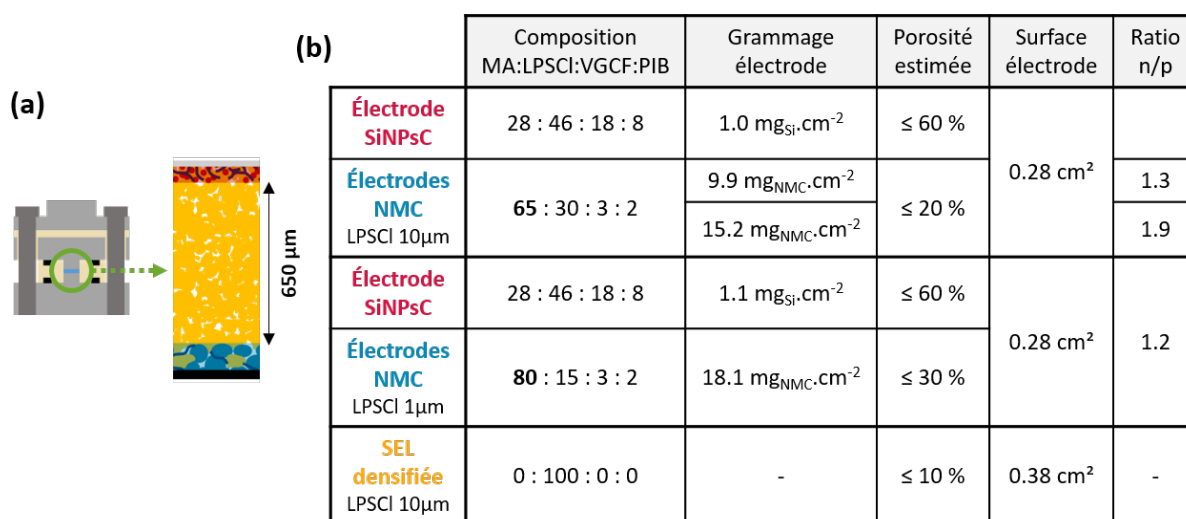 (a)
650 µm
(b)
Composition
MA:LPSCl:VGCF:PIB
Grammage
électrode
Porosité
estimée
Surface
électrode
Ratio
n/p
Électrode
SiNPsC
28 : 46 : 18 : 8
1.0 mgSi.cm-2
≤ 60 %
0.28 cm²
Électrodes
NMC
LPSCl 10µm
65 : 30 : 3 : 2
9.9 mgNMC.cm-2
15.2 mgNMC.cm-2
≤ 20 %
1.3
1.9
Électrode
SiNPsC
28 : 46 : 18 : 8
1.1 mgSi.cm-2
≤ 60 %
0.28 cm²
1.2
Électrodes
NMC
LPSCl 1µm
80 : 15 : 3 : 2
18.1 mgNMC.cm-2
≤ 30 %
SEL
densifiée
LPSCl 10µm
0 : 100 : 0 : 0
-
≤ 10 %
0.38 cm²
-